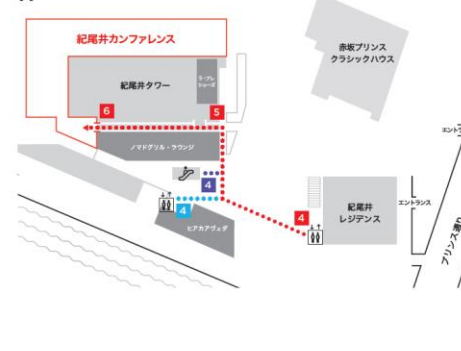 紀尾井カンファレンス
赤坂プリンス
クラシックハウス
紀尾井タワー
ラ・プレ
シューズ
6
5
ノマドグリル・ラウンジ
エント
4
4
4
紀尾井
レジデンス
エントランス
ヒアカアヴェダ
プリンス通り